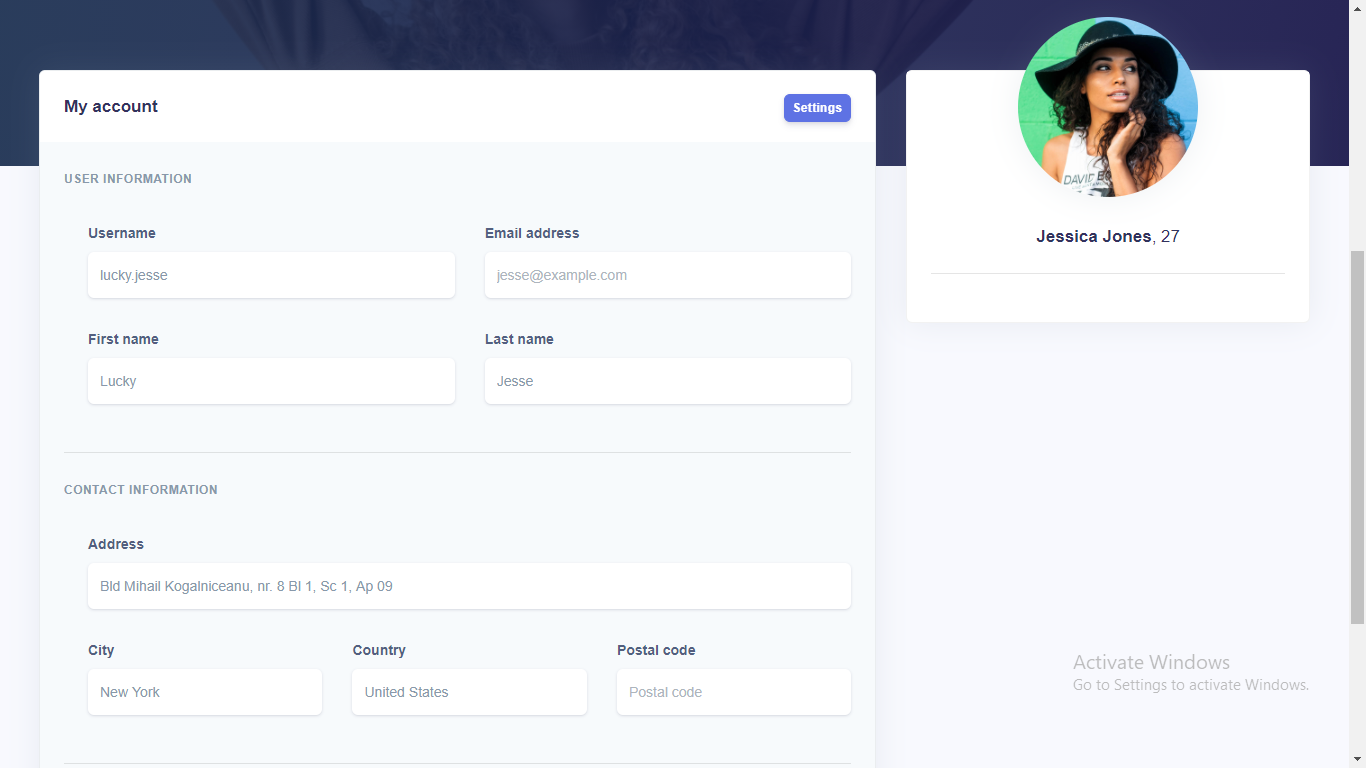 My account
Settings
USER INFORMATION
Username
Email address
lucky.jesse
jesse@example.com
First name
Last name
Lucky
Jesse
CONTACT INFORMATION
Address
Bld Mihail Kogalniceanu, nr. 8 Bl 1, Sc 1, Ap 09
City
Country
Postal code
New York
United States
Postal code
DAVID
Jessica Jones, 27
Activate Windows
Go to Settings to activate Windows.